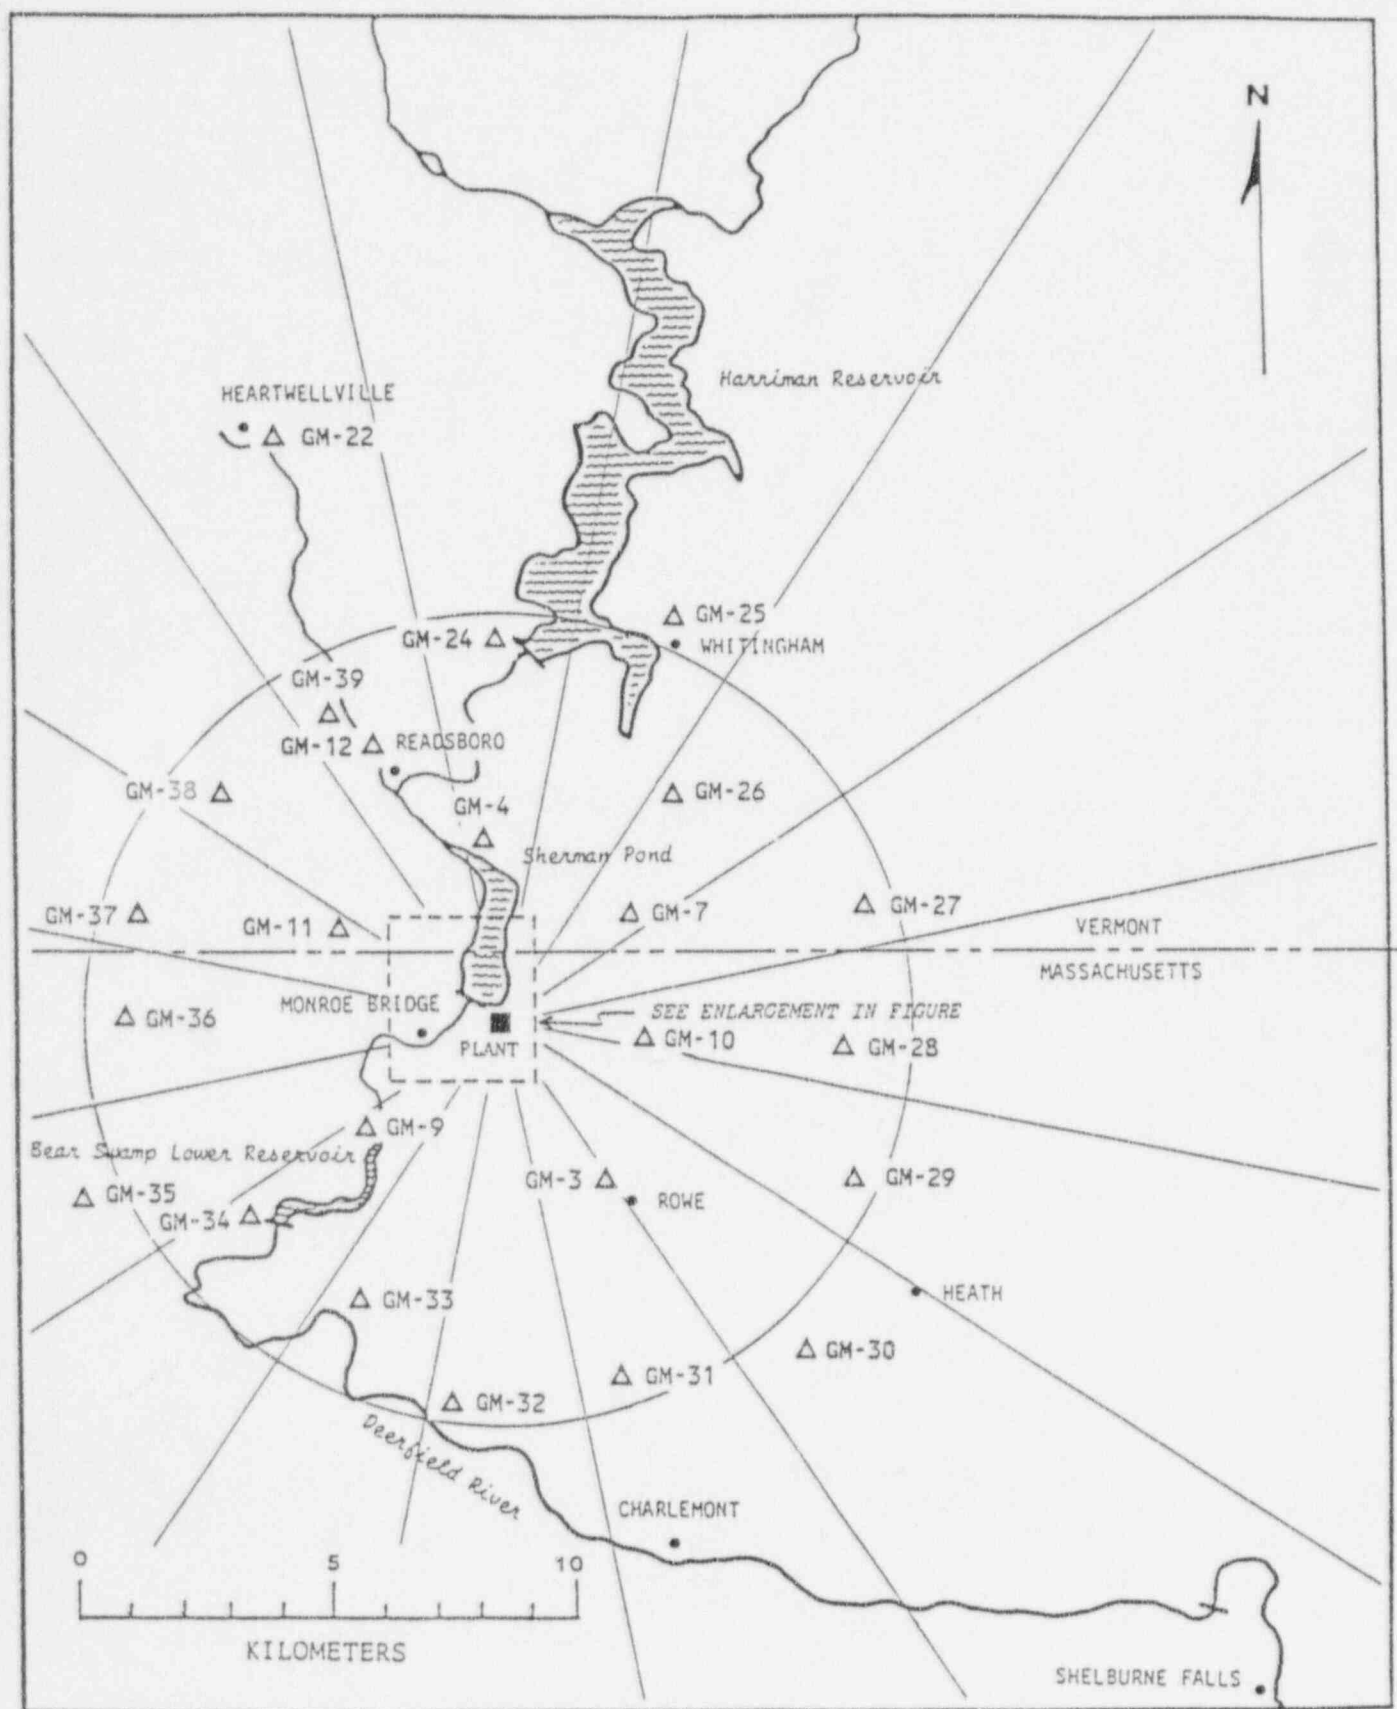 N
Harriman Reservoir
HEARTWELLVILLE
GM-22
GM-25
GM-24
WHITINGHAM
GM-39
GM-12
READSBORO
GM-38
GM-26
GM-4
Sherman Pond
GM-37
GM-11
GM-7
GM-27
VERMONT
MASSACHUSETTS
MONROE BRIDGE
SEE ENLARGEMENT IN FIGURE
GM-36
PLANT
GM-10
GM-28
GM-9
Bear Swamp Lower Reservoir
GM-35
GM-34
GM-3
ROWE
GM-29
HEATH
GM-33
GM-30
GM-31
GM-32
Deerfield River
CHARLEMONT
0 5 10
KILOMETERS
SHELBURNE FALLS